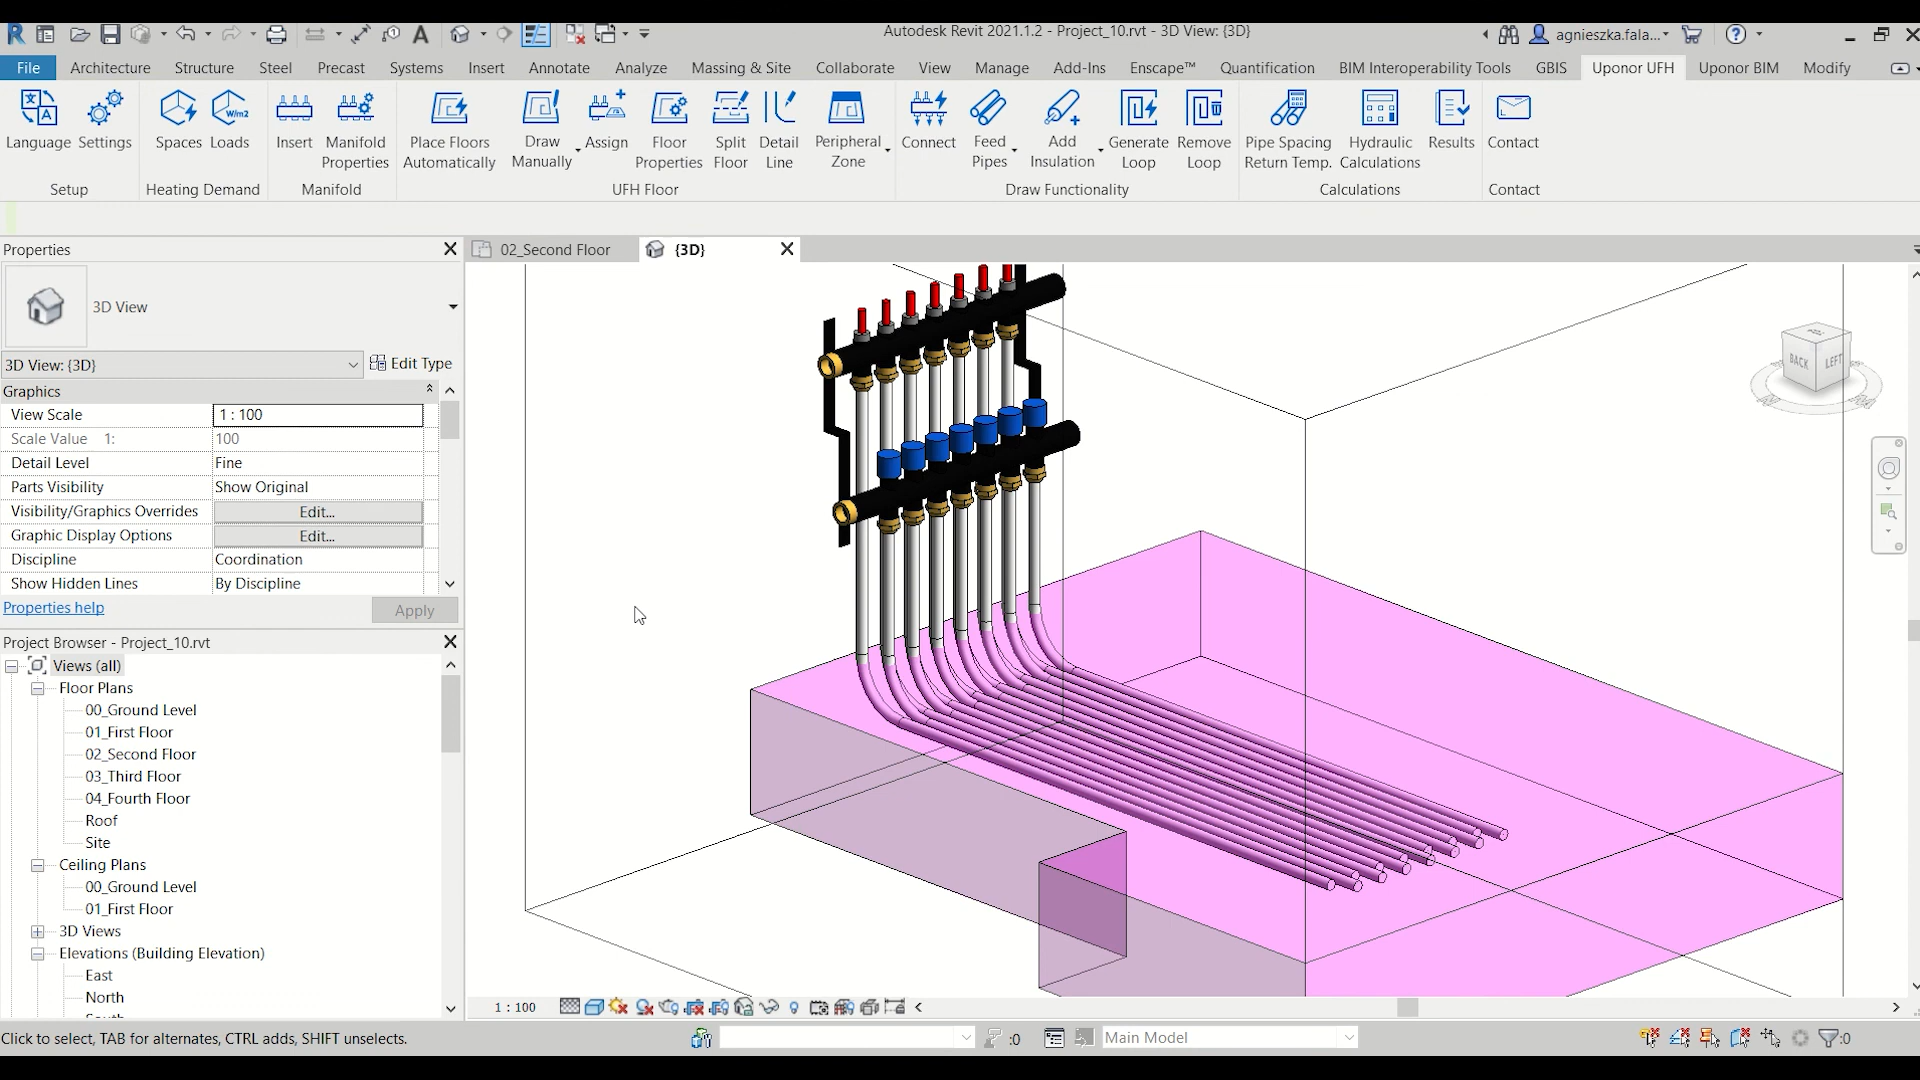 Autodesk Revit 2021.1.2 - Project_10.rvt - 3D View: {3D}
agnieszka.fala...
File Architecture Structure Steel Precast Systems Insert Annotate Analyze Massing & Site Collaborate View Manage Add-Ins Enscape™ Quantification BIM Interoperability Tools GBIS Uponor UFH Uponor BIM Modify
Language Settings Spaces Loads Insert Manifold Properties Place Floors Automatically Draw Manually Assign Floor Properties Split Floor Detail Line Peripheral Zone Connect Feed Pipes Add Insulation Generate Loop Remove Loop Pipe Spacing Return Temp. Hydraulic Calculations Results Contact
Setup Heating Demand Manifold UFH Floor Draw Functionality Calculations Contact
Properties
02_Second Floor
{3D}
3D View
3D View: {3D}
Edit Type
Graphics
View Scale 1 : 100
Scale Value 1: 100
Detail Level Fine
Parts Visibility Show Original
Visibility/Graphics Overrides Edit...
Graphic Display Options Edit...
Discipline Coordination
Show Hidden Lines By Discipline
Properties help
Apply
Project Browser - Project_10.rvt
Views (all)
Floor Plans
00_Ground Level
01_First Floor
02_Second Floor
03_Third Floor
04_Fourth Floor
Roof
Site
Ceiling Plans
00_Ground Level
01_First Floor
3D Views
Elevations (Building Elevation)
East
North
BACK LEFT
1 : 100
Click to select, TAB for alternates, CTRL adds, SHIFT unselects.
:0
Main Model
:0